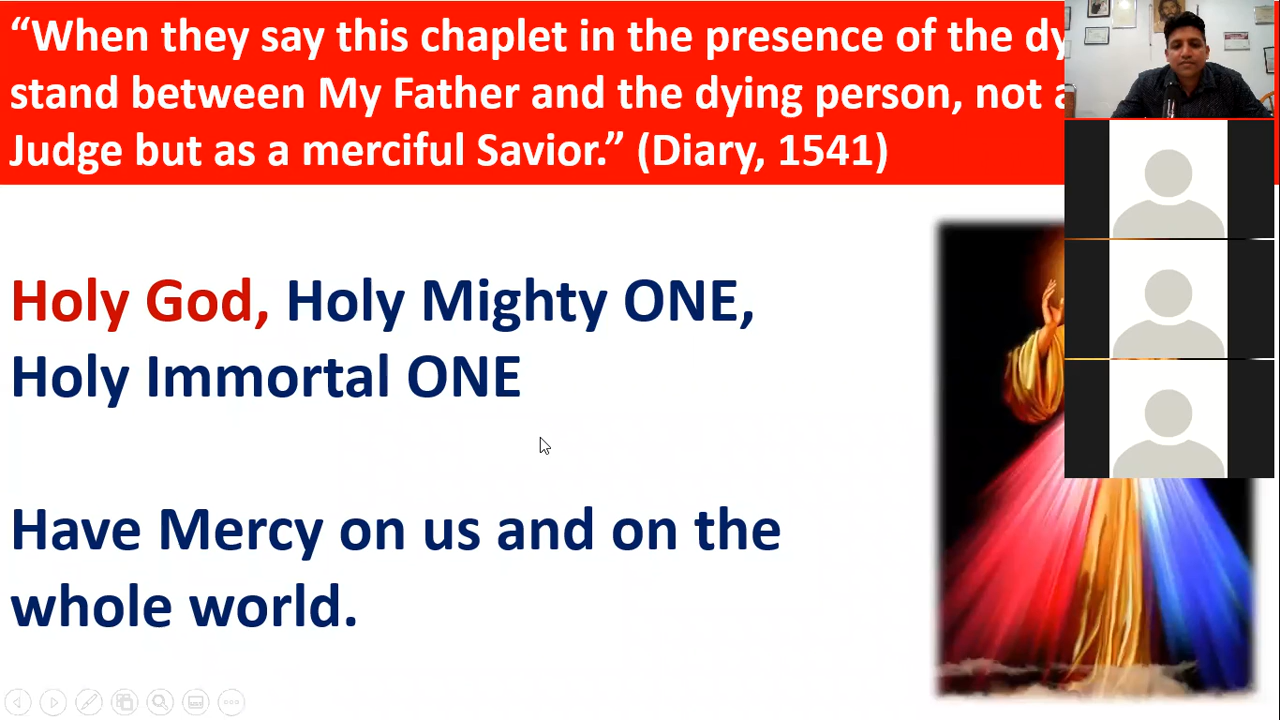 “When they say this chaplet in the presence of the
stand between My Father and the dying person, not
Judge but as a merciful Savior.” (Diary, 1541)
Holy God, Holy Mighty ONE,
Holy Immortal ONE
Have Mercy on us and on the
whole world.